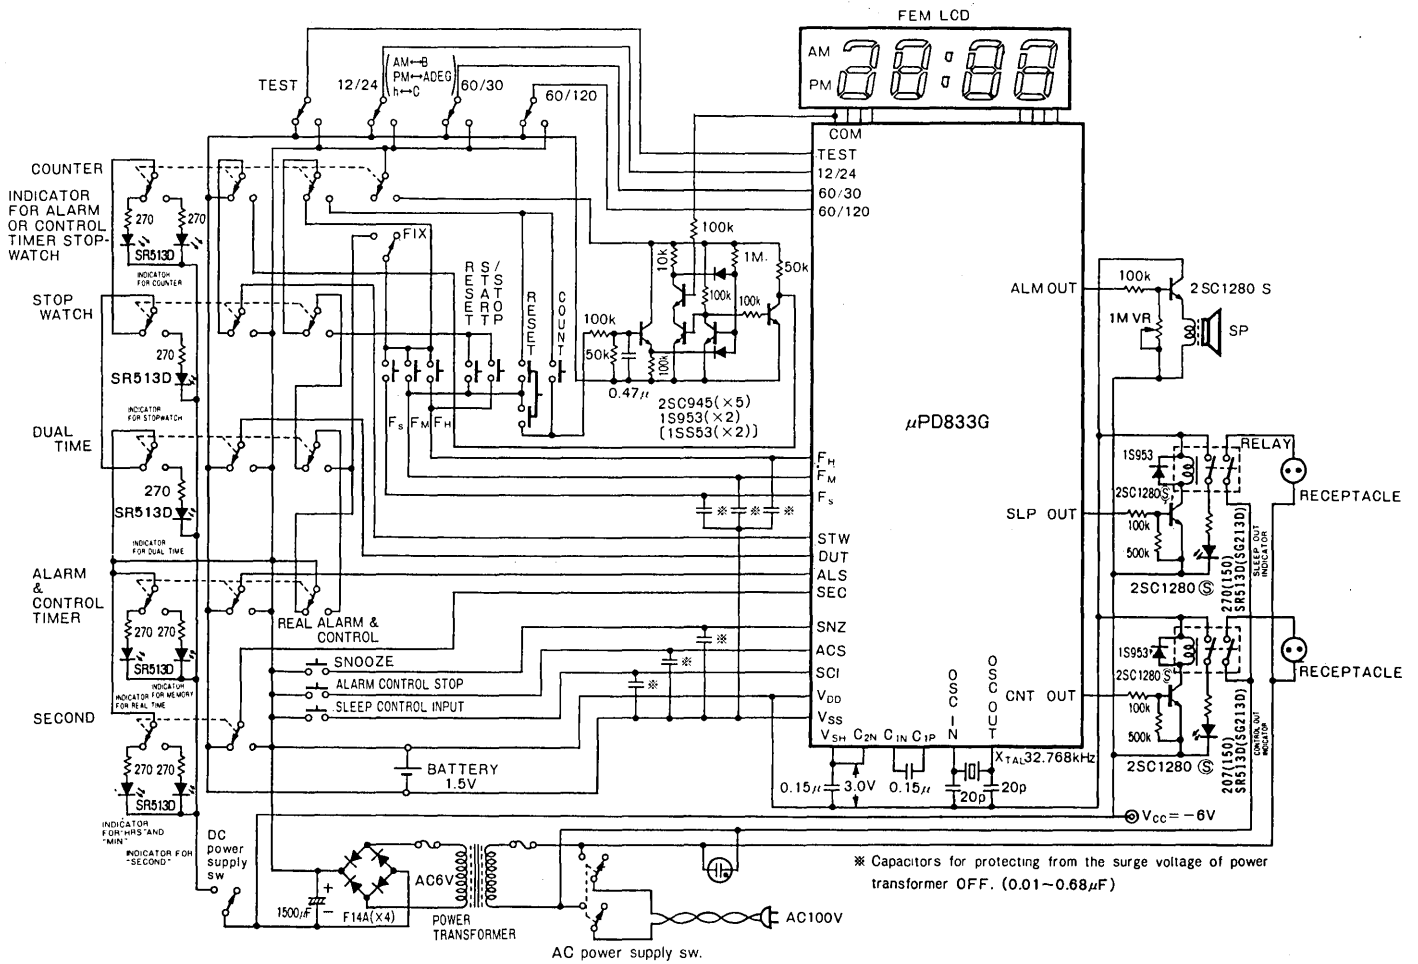 FEM LCD
AM
PM
28:88
TEST
12/24
AM↔B
PM↔ADEG
h↔C
60/30
60/120
COM
TEST
12/24
60/30
60/120
COUNTER
INDICATOR
FOR ALARM
OR CONTROL
TIMER STOP-
WATCH
270
270
SR513D
INDICATOR
FOR COUNTER
FIX
RESET
START
/STOP
RESET
COUNT
100k
10k
1M.
50k
100k
100k
100k
50k
100k
0.47μ
2SC945(×5)
1S953(×2)
[1SS53(×2)]
ALM OUT
100k
2SC1280 S
1M VR
SP
STOP
WATCH
270
SR513D
INDICATOR
FOR STOPWATCH
Fs FM FH
μPD833G
DUAL
TIME
270
SR513D
INDICATOR
FOR DUAL TIME
FH
FM
Fs
※ ※ ※
STW
DUT
ALS
SEC
SNZ
ACS
SCI
VDD
VSS
※
※
※
SLP OUT
1S953
2SC1280 Ⓢ
100k
500k
2SC1280 Ⓢ
RELAY
RECEPTACLE
270(150)
SR513D(SG213D)
SLEEP OUT
INDICATOR
ALARM
&
CONTROL
TIMER
270 270
SR513D
INDICATOR
FOR REAL TIME
INDICATOR
FOR MEMORY
REAL ALARM &
CONTROL
SNOOZE
ALARM CONTROL STOP
SLEEP CONTROL INPUT
CNT OUT
1S953
2SC1280 Ⓢ
100k
500k
2SC1280 Ⓢ
RECEPTACLE
207(150)
SR513D(SG213D)
CONTROL OUT
INDICATOR
SECOND
270 270
SR513D
INDICATOR
FOR "HRS" AND
"MIN"
INDICATOR FOR
"SECOND"
BATTERY
1.5V
VSH C2N C1N C1P
OSC IN
OSC OUT
XTAL 32.768kHz
0.15μ
3.0V
0.15μ
20p
20p
VCC = −6V
DC
power
supply
sw
1500μF
+
−
F14A(×4)
AC6V
POWER
TRANSFORMER
AC power supply sw.
AC100V
※ Capacitors for protecting from the surge voltage of power
transformer OFF. (0.01~0.68μF)